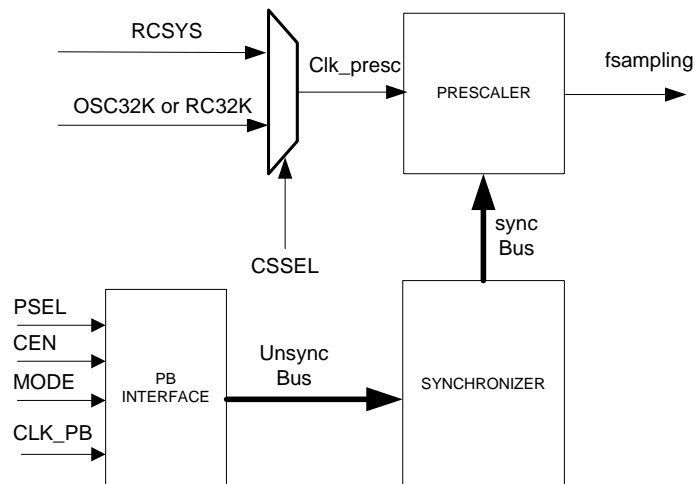 RCSYS
Clk_presc
fsampling
OSC32K or RC32K
PRESCALER
CSSEL
sync
Bus
PSEL
CEN
MODE
CLK_PB
PB
INTERFACE
Unsync
Bus
SYNCHRONIZER